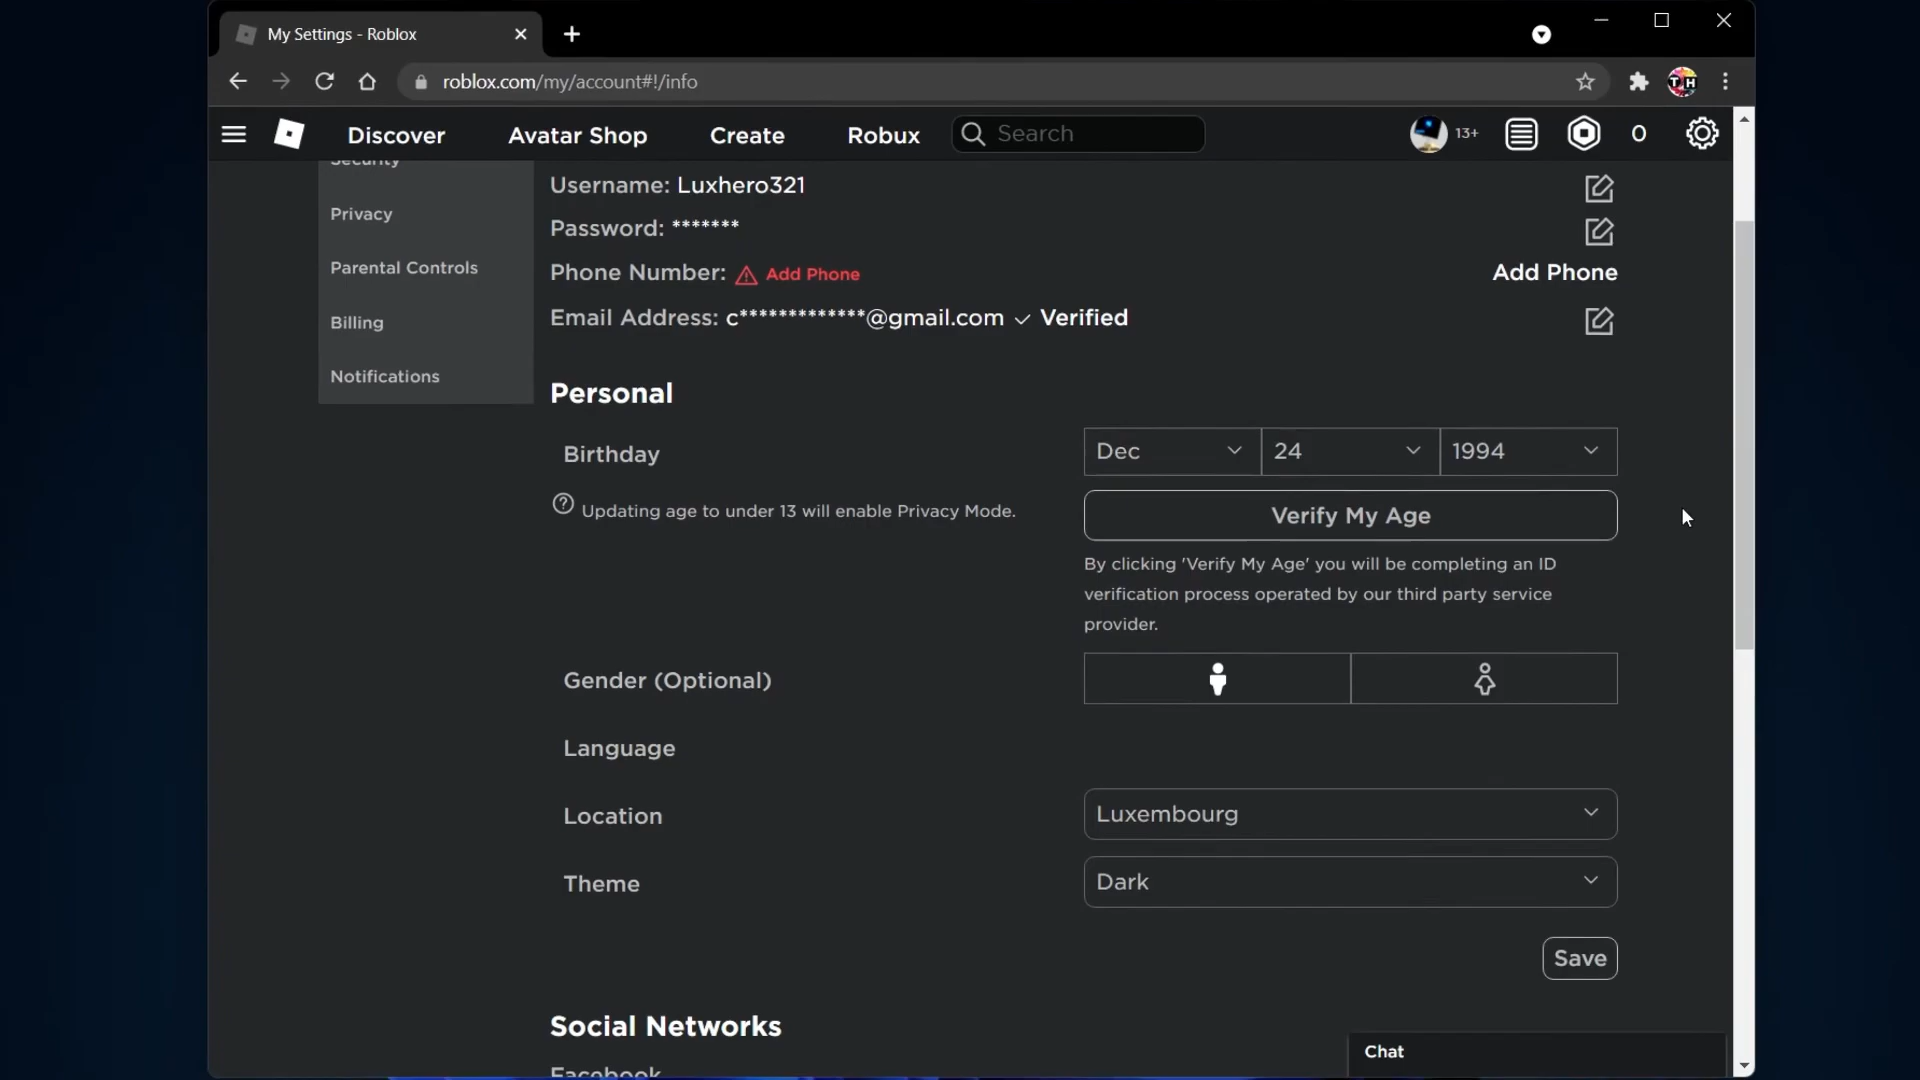 My Settings - Roblox
roblox.com/my/account#!/info
Discover
Avatar Shop
Create
Robux
Search
13+
0
Security
Privacy
Parental Controls
Billing
Notifications
Username: Luxhero321
Password: *******
Phone Number: Add Phone
Add Phone
Email Address: c*************@gmail.com Verified
Personal
Birthday
Dec
24
1994
Updating age to under 13 will enable Privacy Mode.
Verify My Age
By clicking 'Verify My Age' you will be completing an ID
verification process operated by our third party service
provider.
Gender (Optional)
Language
Location
Luxembourg
Theme
Dark
Save
Social Networks
Facebook
Chat